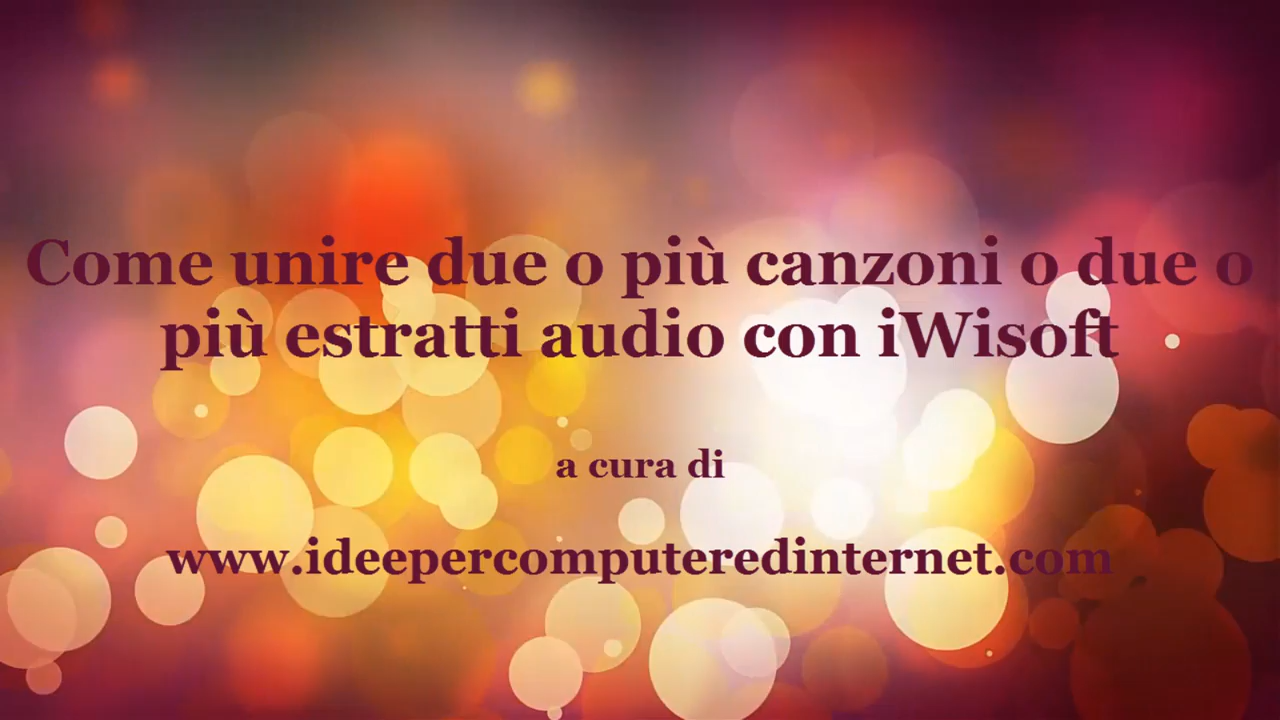 Come unire due o più canzoni o due o
più estratti audio con iWisoft
a cura di
www.ideepercomputeredinternet.com